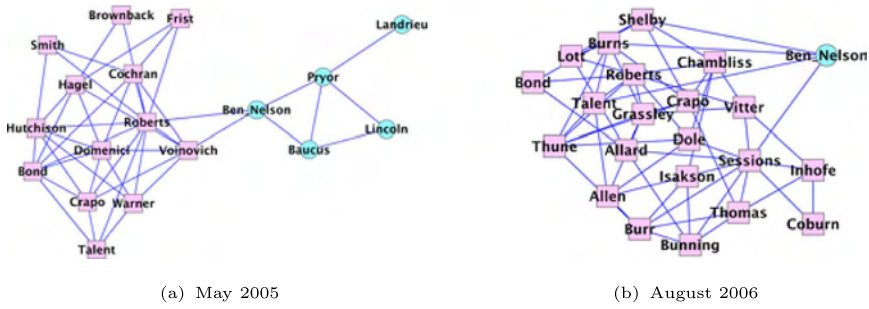 Brownback
Frist
Landrieu
Smith
Cochran
Hagel
Pryor
Ben_Nelson
Hutchison
Roberts
Lincoln
Domenici
Voinovich
Baucus
Bond
Crapo
Warner
Talent
(a) May 2005
Shelby
Burns
Lott
Ben_Nelson
Chambliss
Roberts
Bond
Talent
Crapo
Vitter
Grassley
Dole
Thune
Allard
Sessions
Isakson
Inhofe
Allen
Thomas
Coburn
Burr
Bunning
(b) August 2006